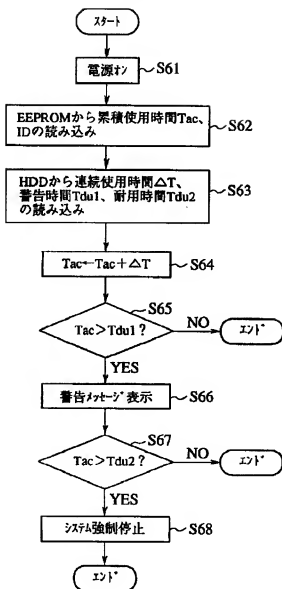 スタート
電源オン
S61
EEPROMから累積使用時間Tac、
IDの読み込み
S62
HDDから連続使用時間△T、
警告時間Tdu1、耐用時間Tdu2
の読み込み
S63
Tac←Tac+△T
S64
S65
Tac>Tdu1?
NO
エンド
YES
警告メッセージ表示
S66
S67
Tac>Tdu2?
NO
エンド
YES
システム強制停止
S68
エンド